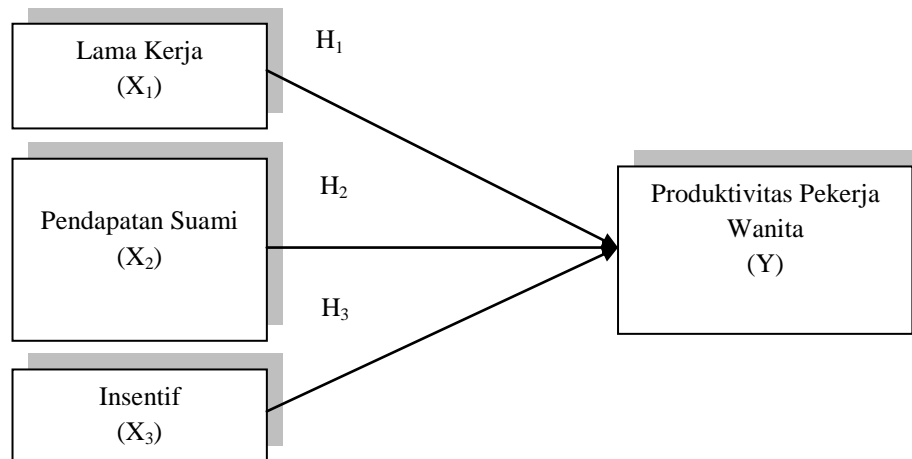 Lama Kerja
(X₁)
H₁
Pendapatan Suami
(X₂)
H₂
Insentif
(X₃)
H₃
Produktivitas Pekerja
Wanita
(Y)